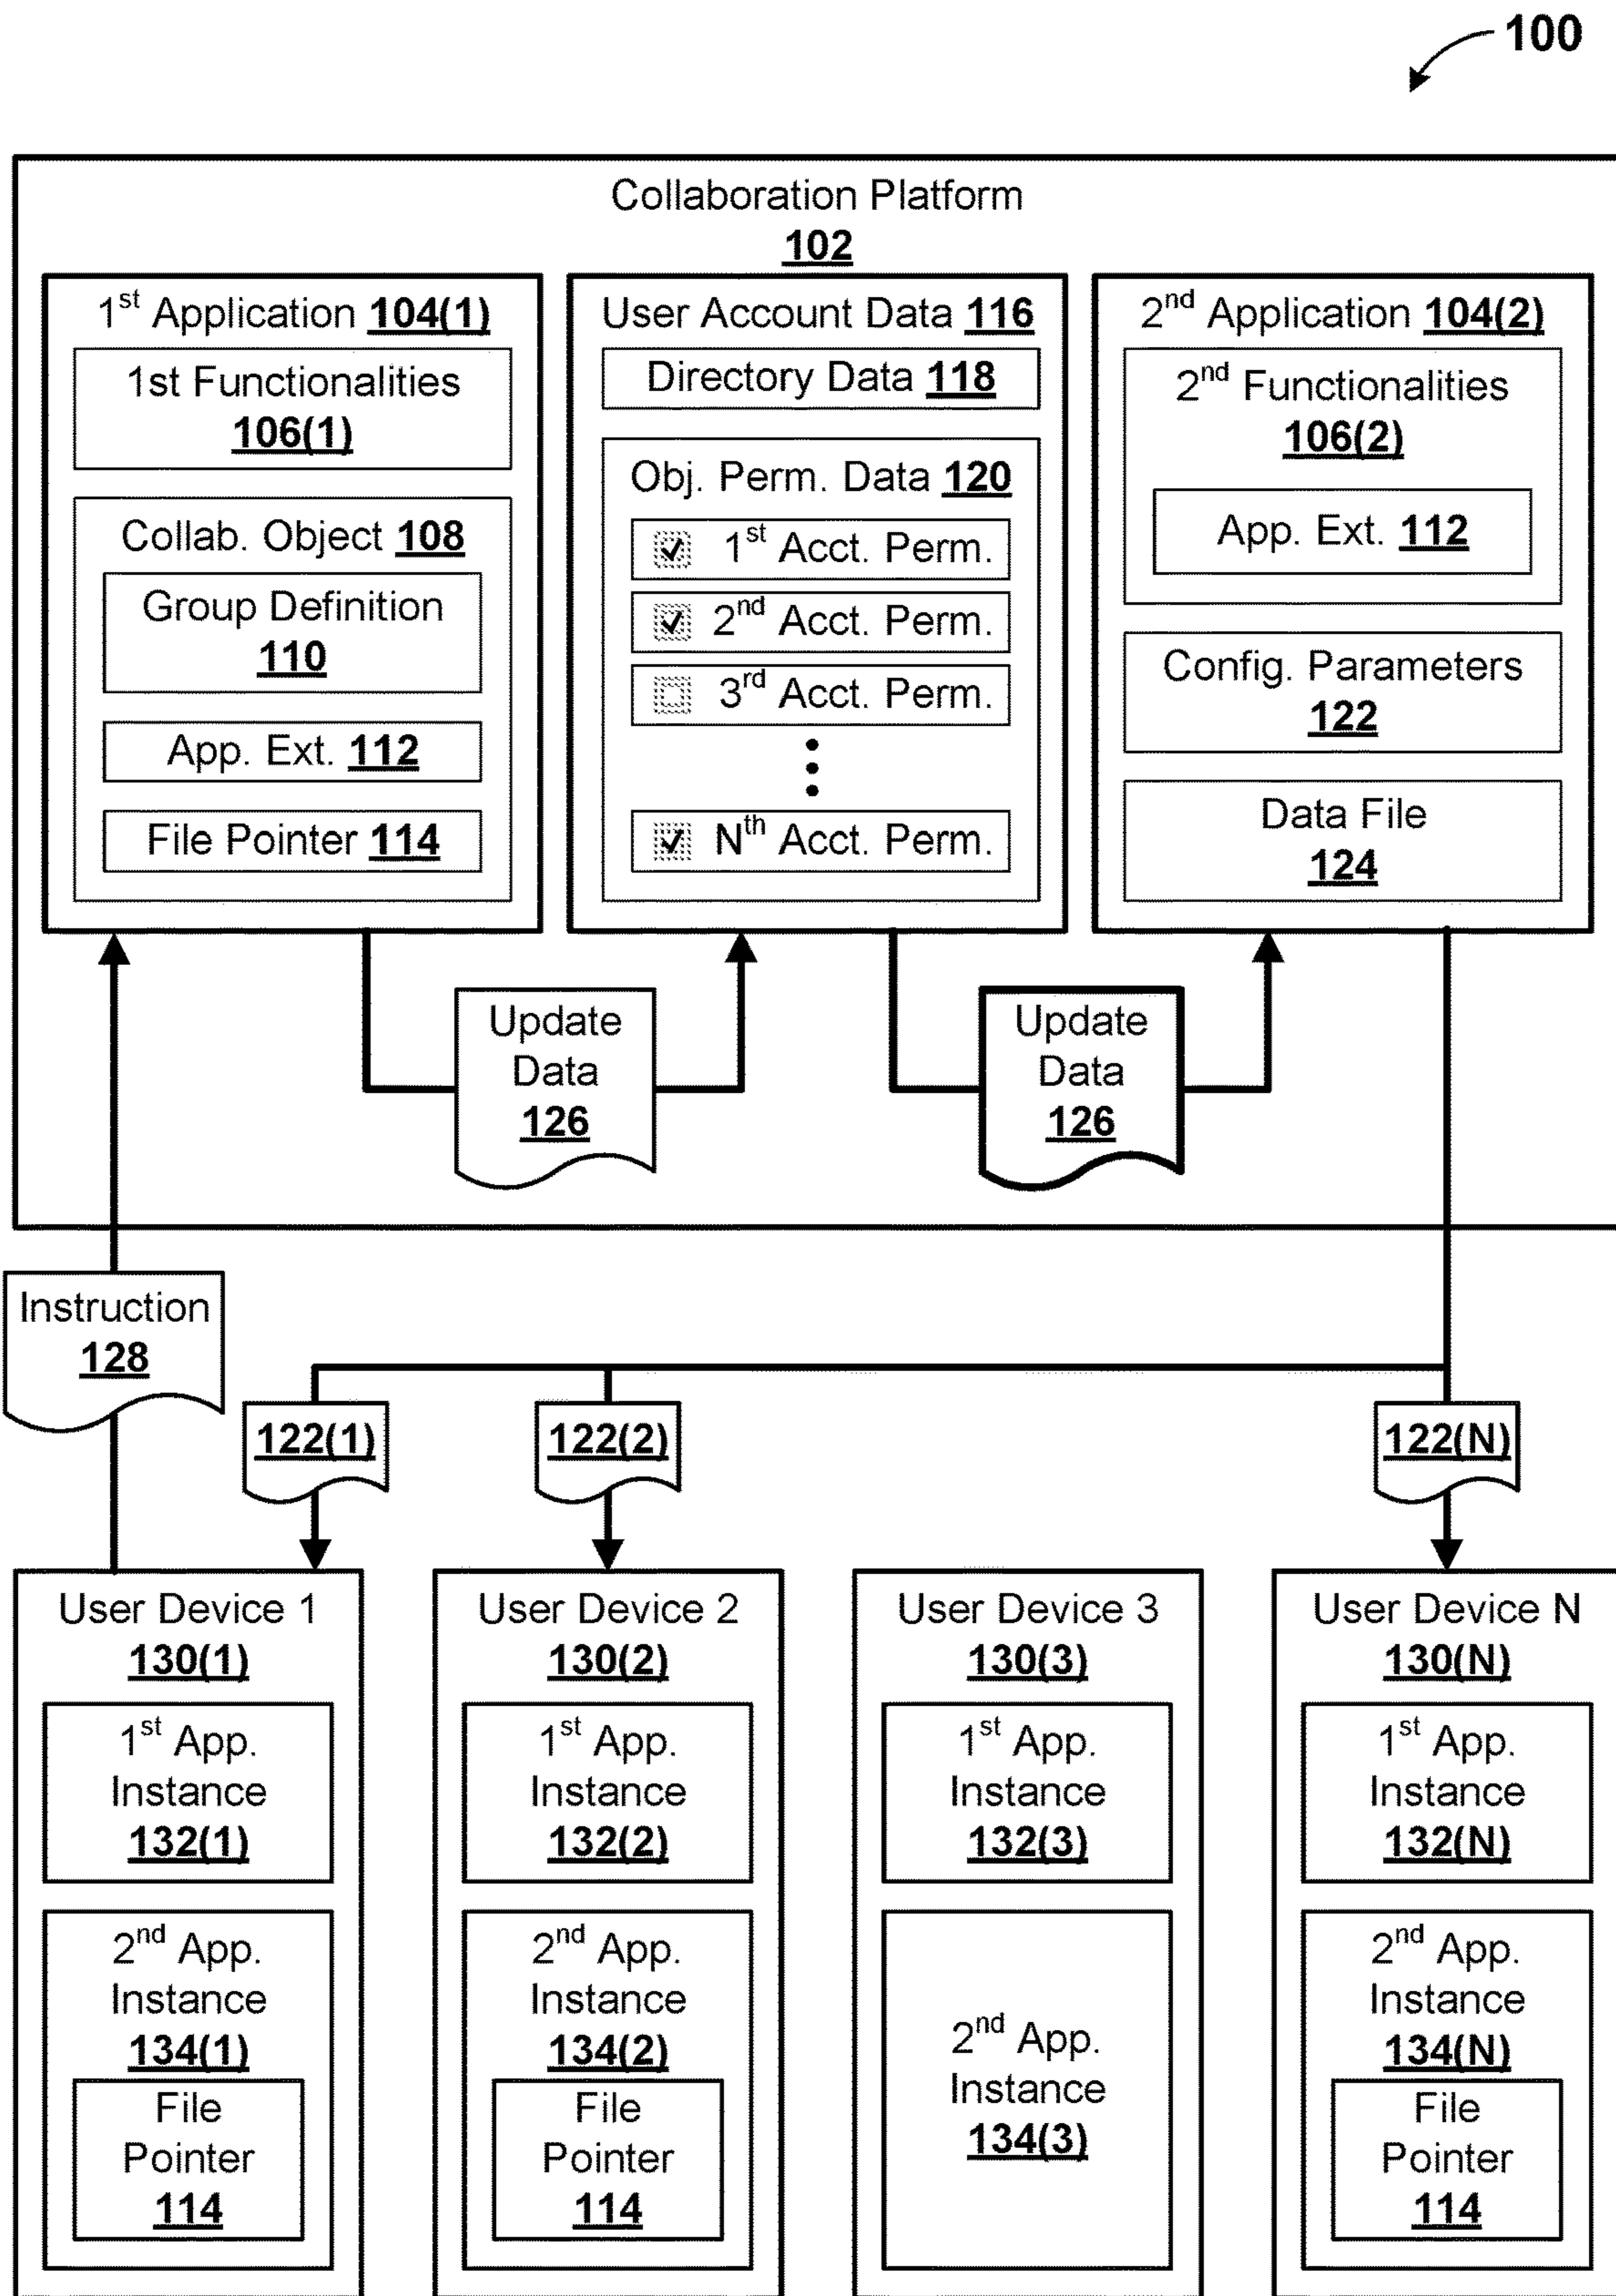 100
Collaboration Platform
102
1st Application 104(1)
1st Functionalities
106(1)
Collab. Object 108
Group Definition
110
App. Ext. 112
File Pointer 114
User Account Data 116
Directory Data 118
Obj. Perm. Data 120
1st Acct. Perm.
2nd Acct. Perm.
3rd Acct. Perm.
Nth Acct. Perm.
2nd Application 104(2)
2nd Functionalities
106(2)
App. Ext. 112
Config. Parameters
122
Data File
124
Update
Data
126
Update
Data
126
Instruction
128
122(1)
122(2)
122(N)
User Device 1
130(1)
1st App.
Instance
132(1)
2nd App.
Instance
134(1)
File
Pointer
114
User Device 2
130(2)
1st App.
Instance
132(2)
2nd App.
Instance
134(2)
File
Pointer
114
User Device 3
130(3)
1st App.
Instance
132(3)
2nd App.
Instance
134(3)
User Device N
130(N)
1st App.
Instance
132(N)
2nd App.
Instance
134(N)
File
Pointer
114